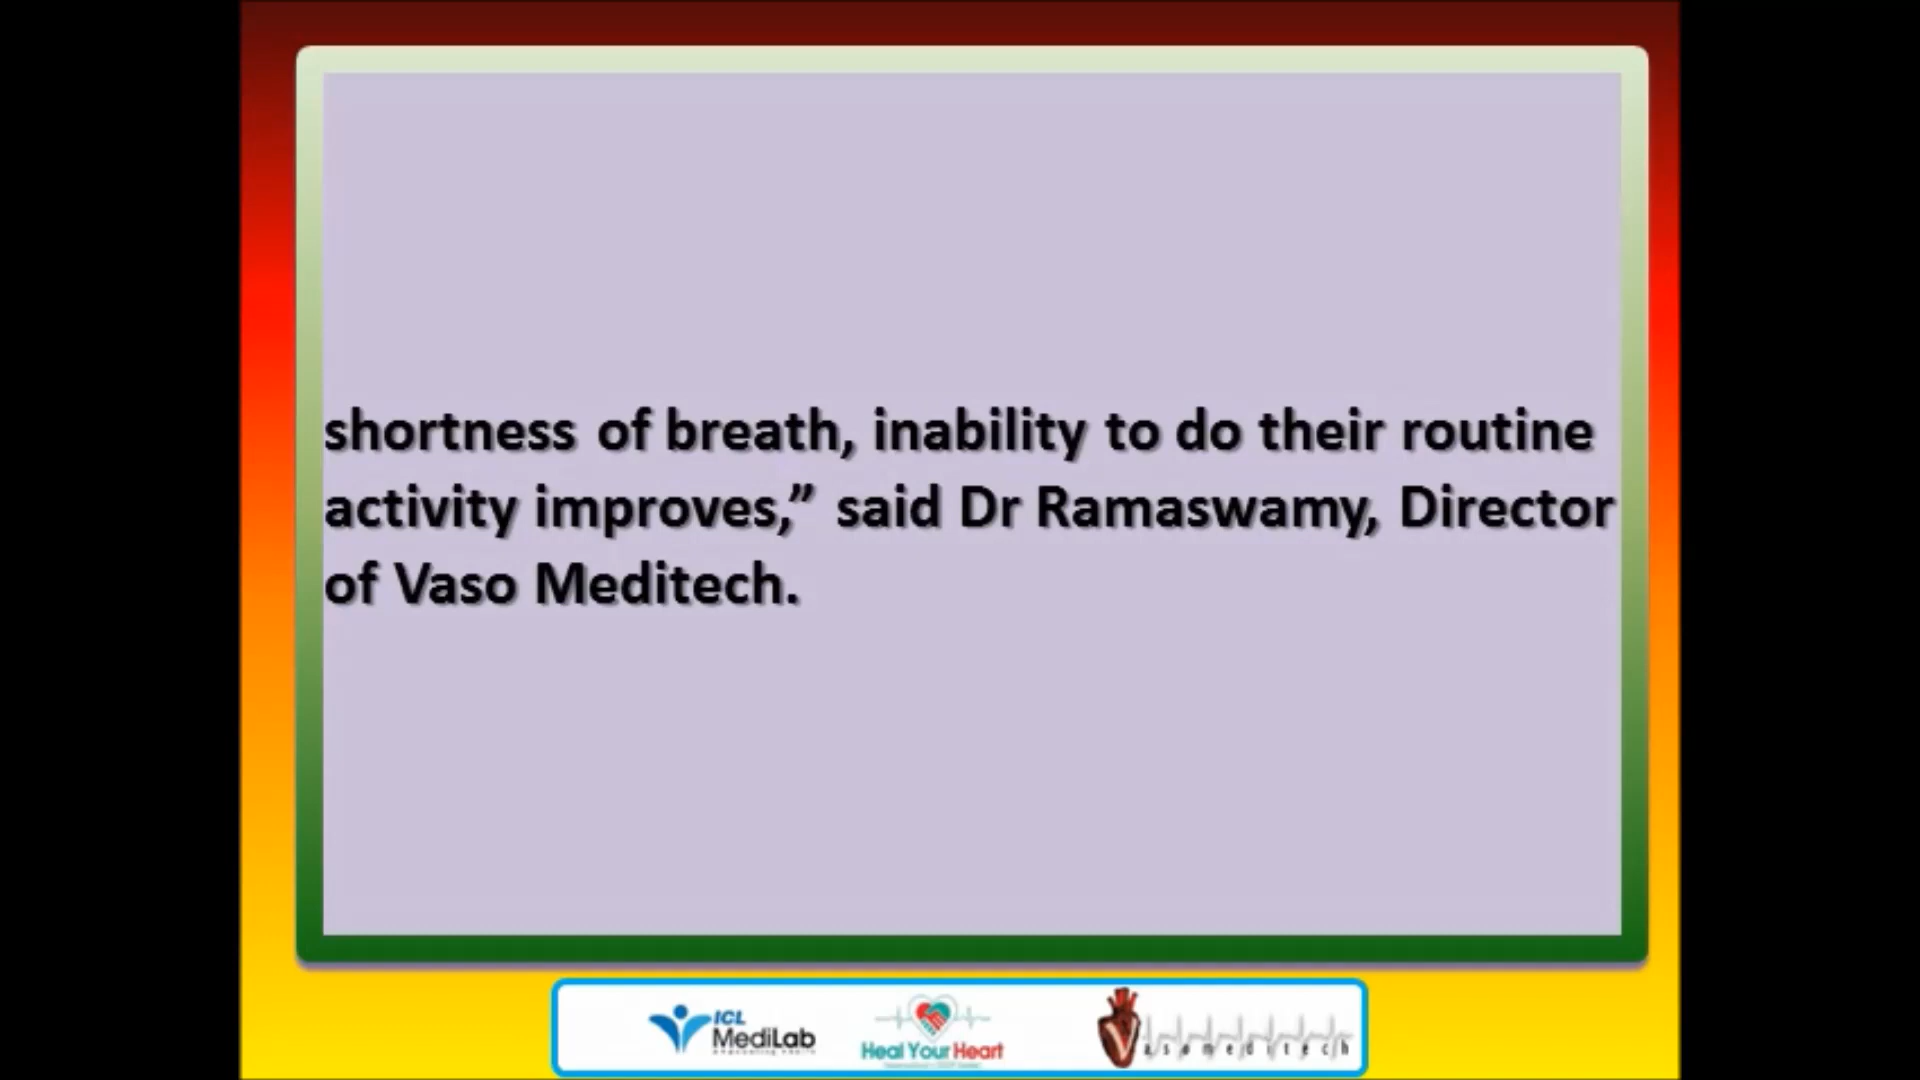 shortness of breath, inability to do their routine
activity improves,” said Dr Ramaswamy, Director
of Vaso Meditech.
ICL
MediLab
Heal Your Heart
Vasomeditech